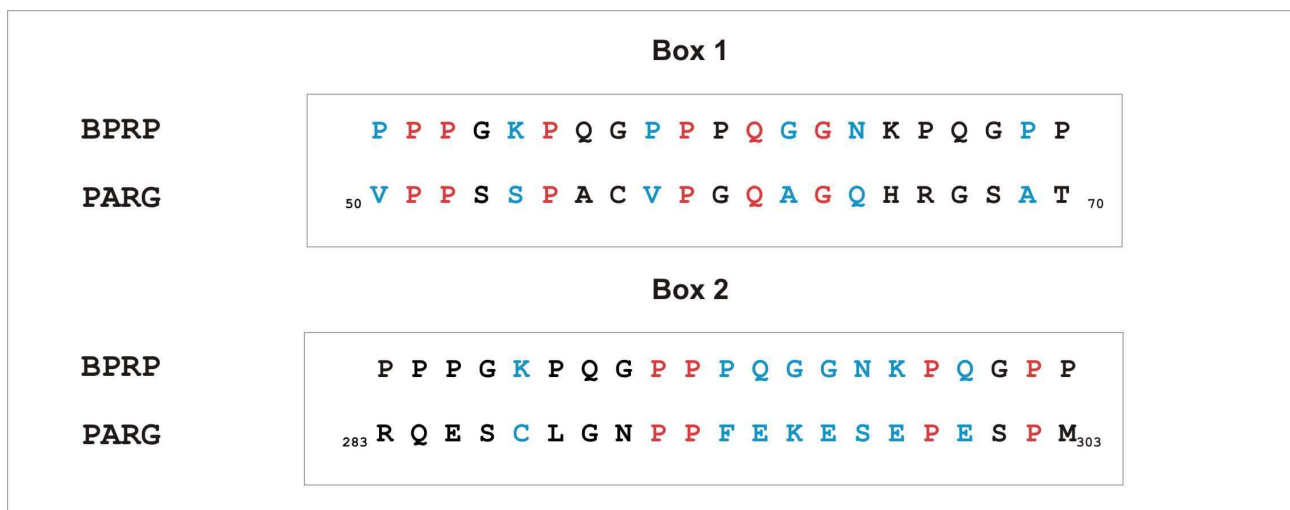 Box 1
BPRP P P P G K P Q G P P P Q G G N K P Q G P P
PARG 50 V P P S S P A C V P G Q A G Q H R G S A T 70
Box 2
BPRP P P P G K P Q G P P P Q G G N K P Q G P P
PARG 283 R Q E S C L G N P P F E K E S E P E S P M 303